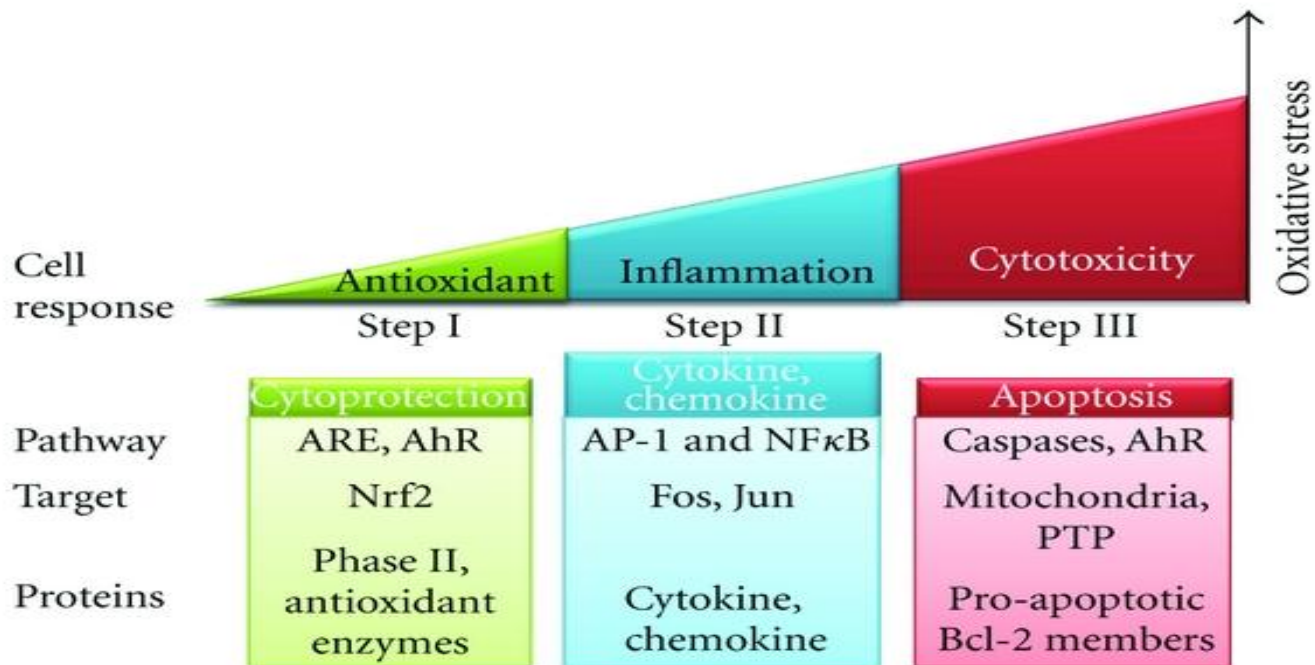 Oxidative stress
Cell
response
Antioxidant
Inflammation
Cytotoxicity
Step I
Step II
Step III
Cytoprotection
Cytokine,
chemokine
Apoptosis
Pathway
ARE, AhR
AP-1 and NFκB
Caspases, AhR
Target
Nrf2
Fos, Jun
Mitochondria,
PTP
Proteins
Phase II,
antioxidant
enzymes
Cytokine,
chemokine
Pro-apoptotic
Bcl-2 members